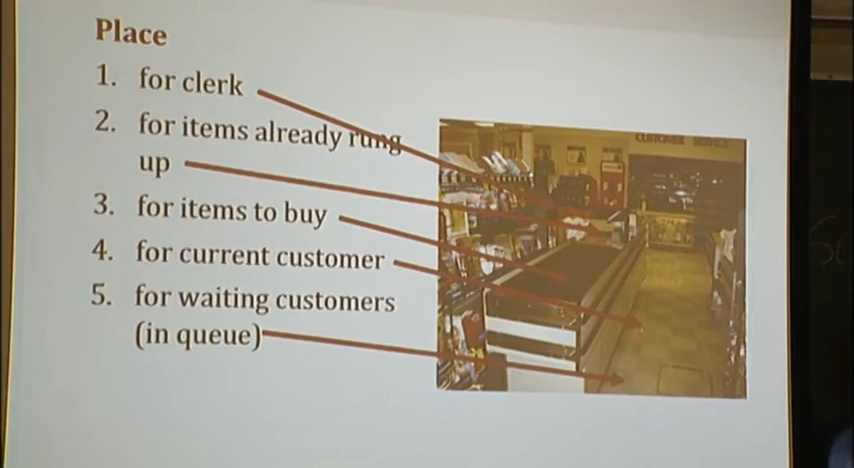 Place
1. for clerk
2. for items already rung
up
3. for items to buy
4. for current customer
5. for waiting customers
(in queue)
CUSTOMER SERVICE